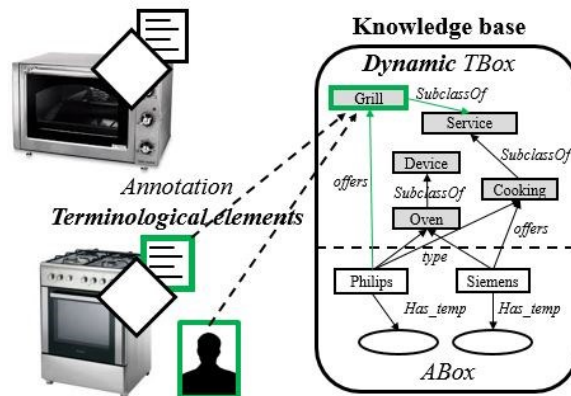 Knowledge base
Dynamic TBox
Grill
SubclassOf
Service
Device
SubclassOf
offers
SubclassOf
Cooking
Annotation
Terminological elements
Oven
offers
type
Philips
Siemens
Has_temp
Has_temp
ABox